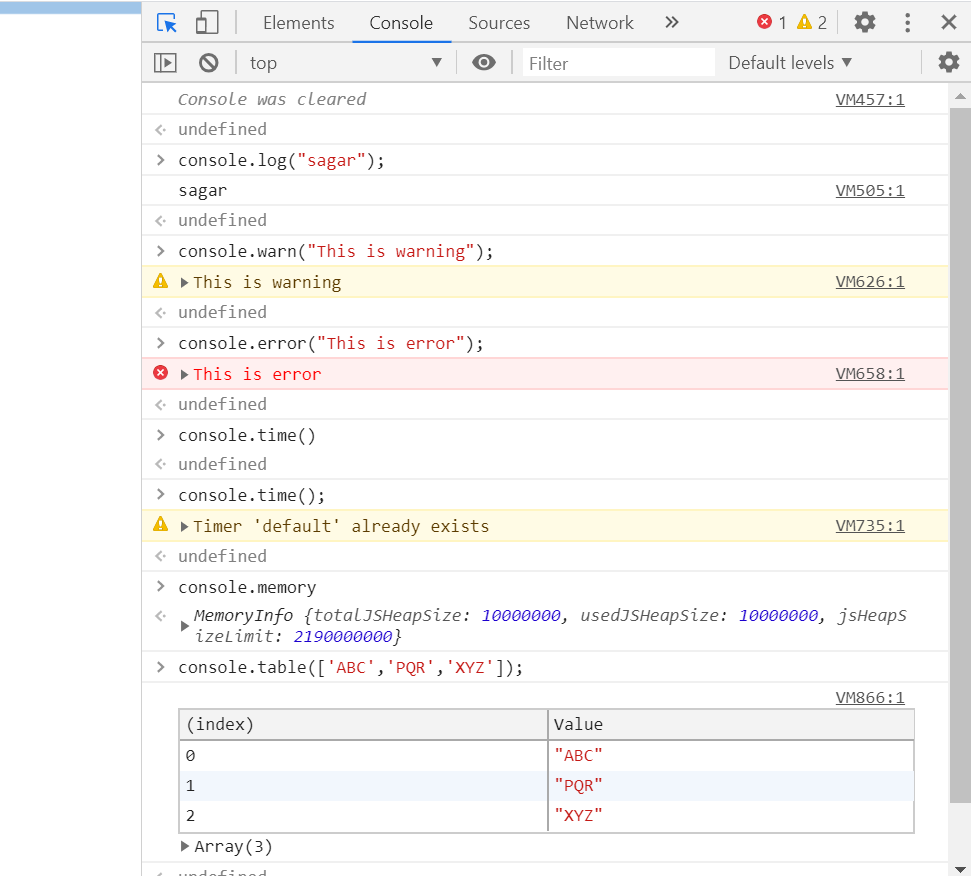 Elements Console Sources Network » 1 2
top Filter Default levels ▼
Console was cleared VM457:1
undefined
console.log("sagar");
sagar VM505:1
undefined
console.warn("This is warning");
This is warning VM626:1
undefined
console.error("This is error");
This is error VM658:1
undefined
console.time()
undefined
console.time();
Timer 'default' already exists VM735:1
undefined
console.memory
MemoryInfo {totalJSHeapSize: 10000000, usedJSHeapSize: 10000000, jsHeapS
izeLimit: 2190000000}
console.table(['ABC','PQR','XYZ']);
VM866:1
(index) Value
0 "ABC"
1 "PQR"
2 "XYZ"
Array(3)
undefined